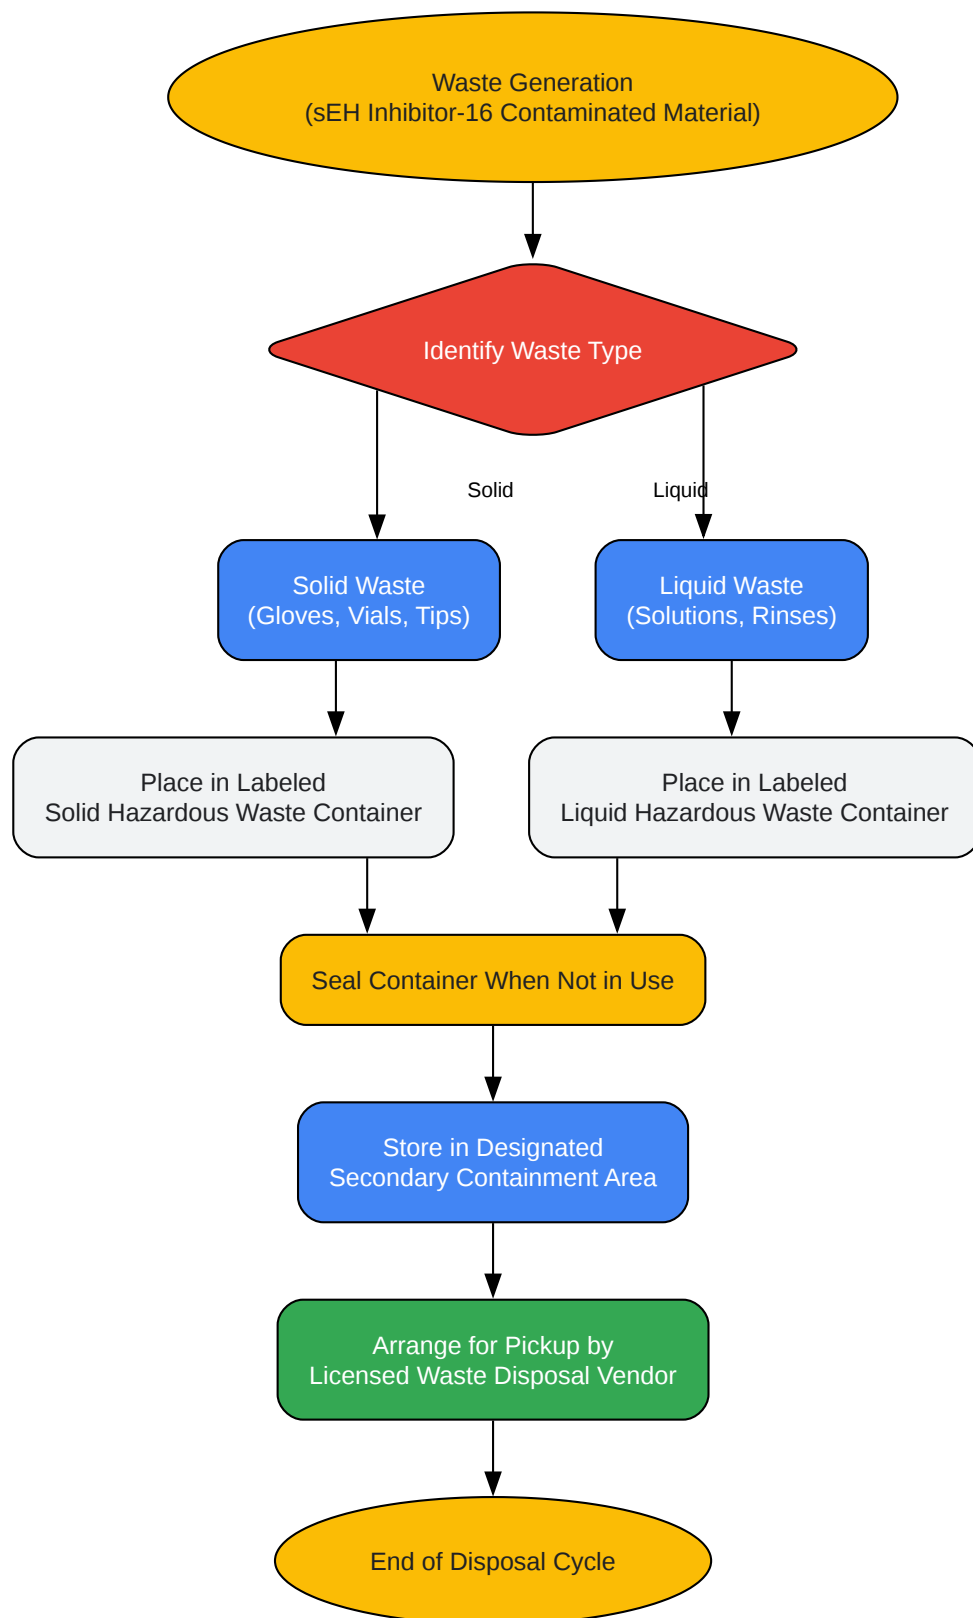 Waste Generation
(sEH Inhibitor-16 Contaminated Material)
Identify Waste Type
Solid
Liquid
Solid Waste
(Gloves, Vials, Tips)
Liquid Waste
(Solutions, Rinses)
Place in Labeled
Solid Hazardous Waste Container
Place in Labeled
Liquid Hazardous Waste Container
Seal Container When Not in Use
Store in Designated
Secondary Containment Area
Arrange for Pickup by
Licensed Waste Disposal Vendor
End of Disposal Cycle